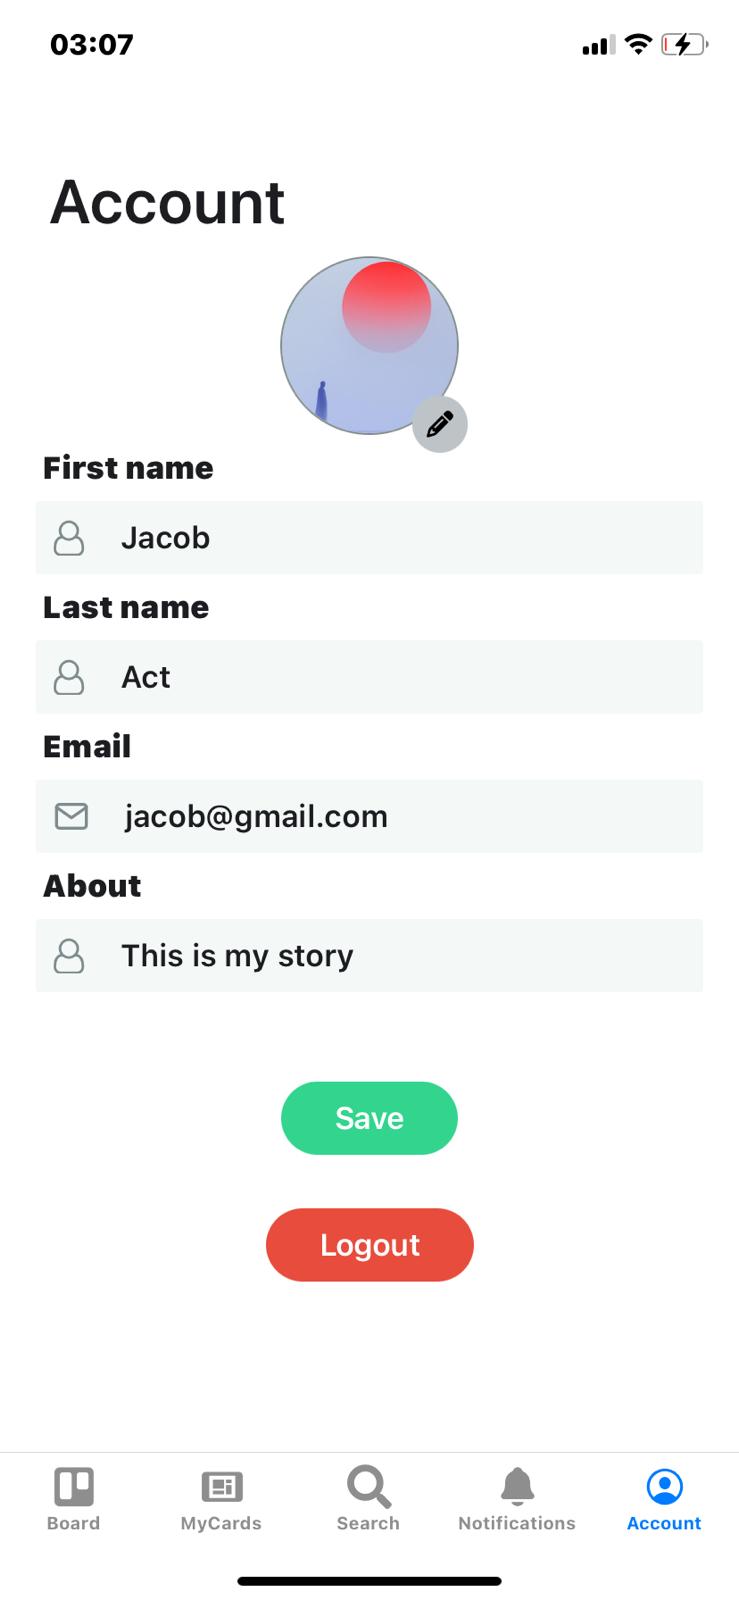 03:07
Account
First name
Jacob
Last name
Act
Email
jacob@gmail.com
About
This is my story
Save
Logout
Board MyCards Search Notifications Account